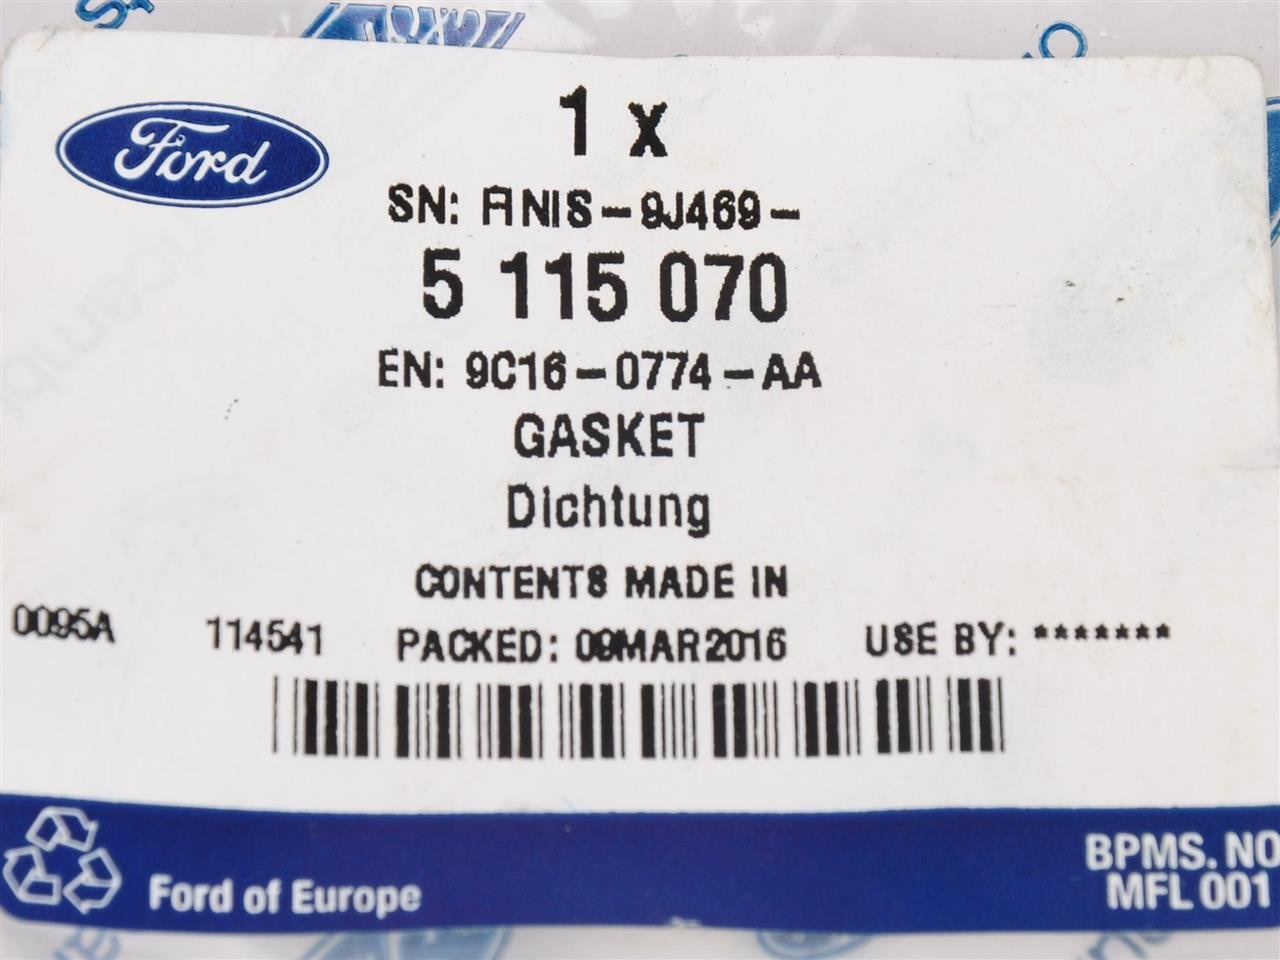 Ford
1 x
SN: FINIS-9J469-
5 115 070
EN: 9C16-0774-AA
GASKET
Dichtung
CONTENTS MADE IN
0095A 114541 PACKED: 09MAR2016 USE BY: *******
Ford of Europe
BPMS. NO
MFL 001